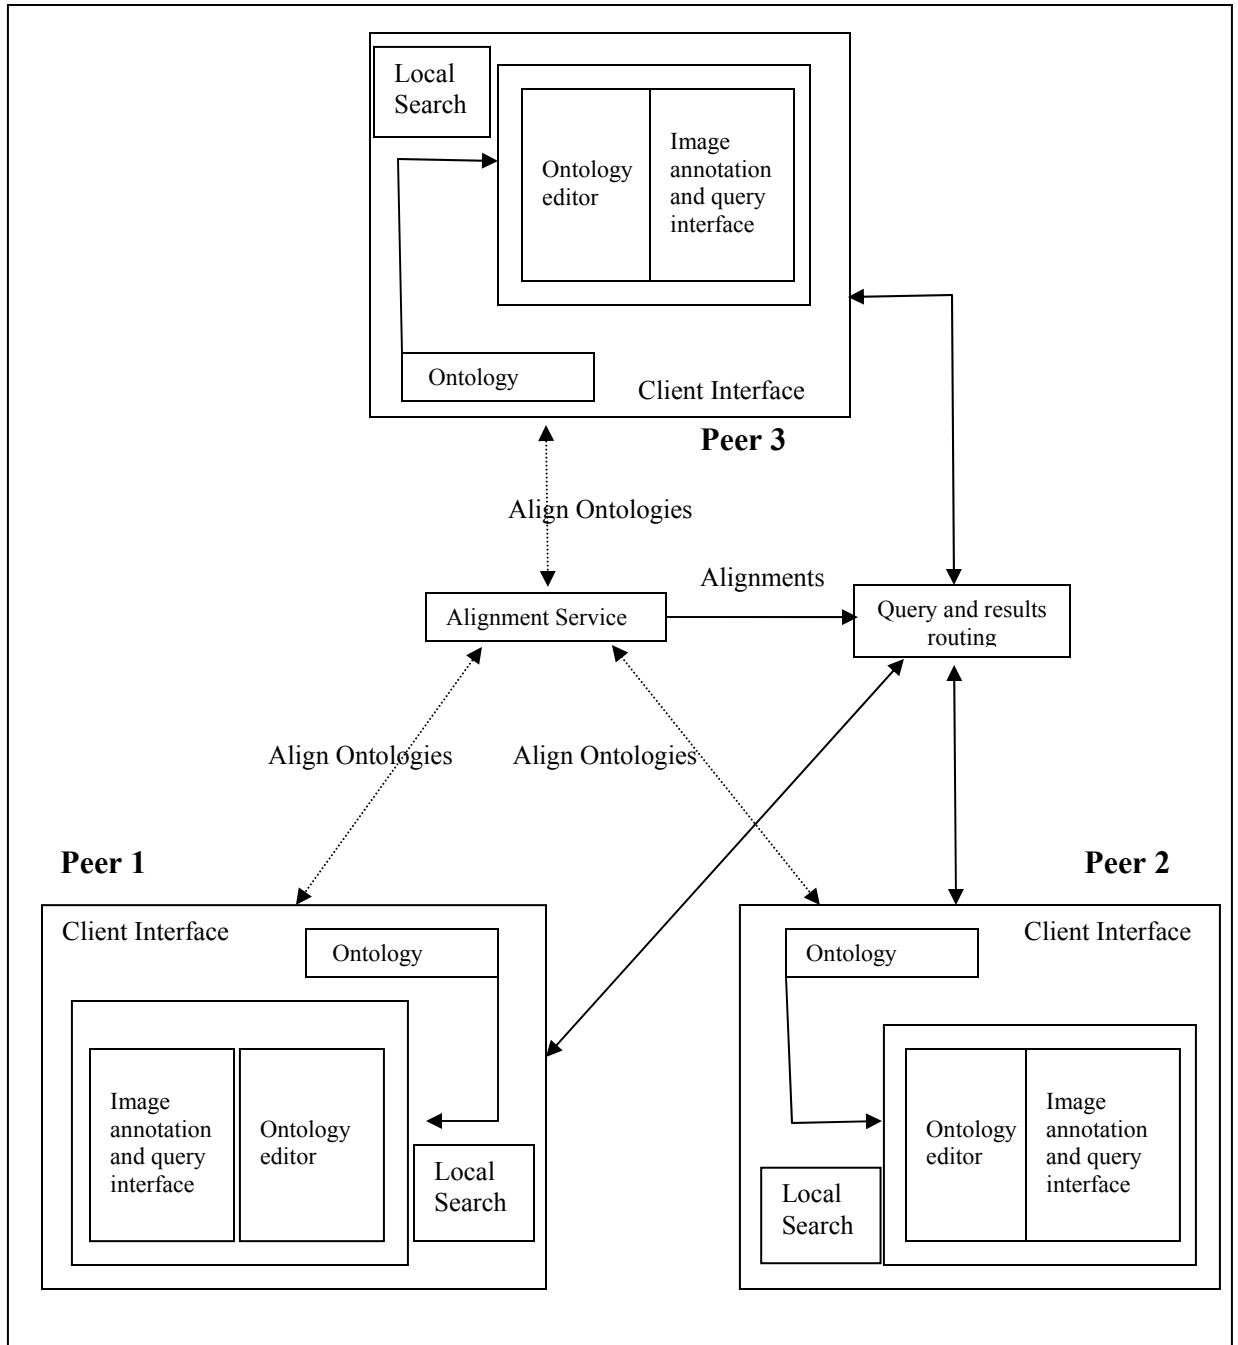 Local
Search
Ontology
editor
Image
annotation
and query
interface
Ontology
Client Interface
Peer 3
Align Ontologies
Alignments
Alignment Service
Query and results
routing
Align Ontologies
Align Ontologies
Peer 1
Peer 2
Client Interface
Ontology
Image
annotation
and query
interface
Ontology
editor
Local
Search
Ontology
Client Interface
Ontology
editor
Image
annotation
and query
interface
Local
Search